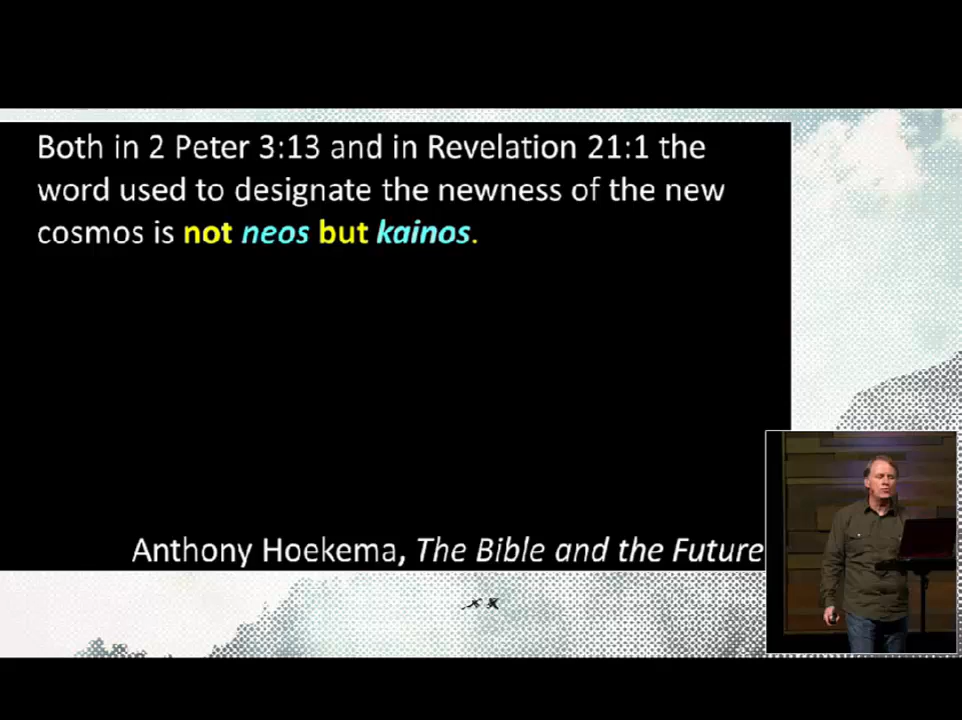 Both in 2 Peter 3:13 and in Revelation 21:1 the
word used to designate the newness of the new
cosmos is not neos but kainos.
Anthony Hoekema, The Bible and the Future